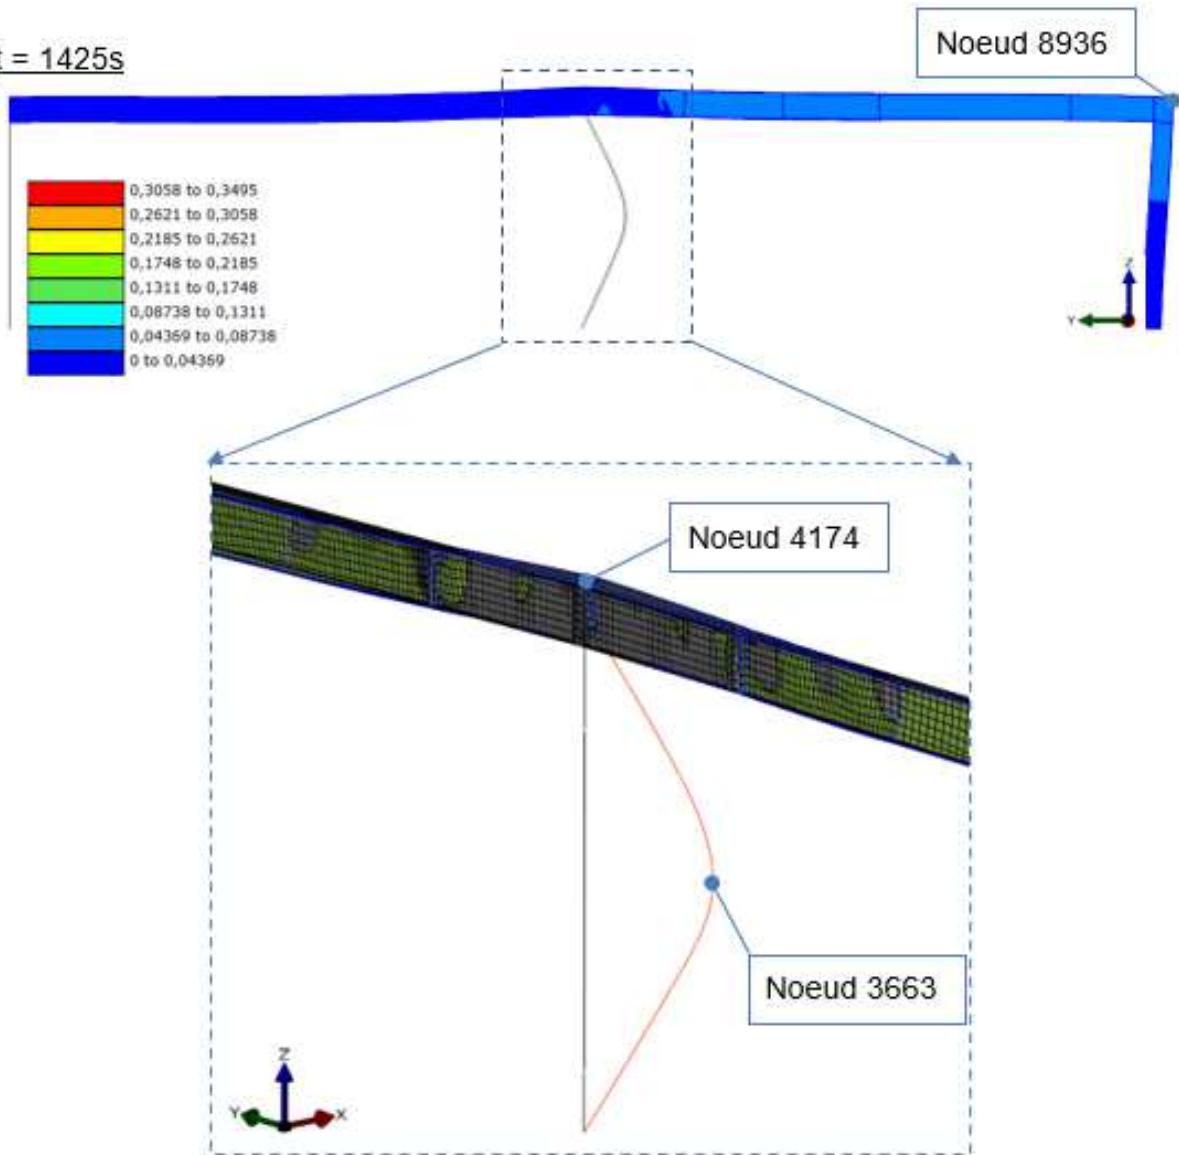 Noeud 8936
t = 1425s
0,3058 to 0,3495
0,2621 to 0,3058
0,2185 to 0,2621
0,1748 to 0,2185
0,1311 to 0,1748
0,08738 to 0,1311
0,04369 to 0,08738
0 to 0,04369
Z
Y
Noeud 4174
Noeud 3663
Z
Y
X